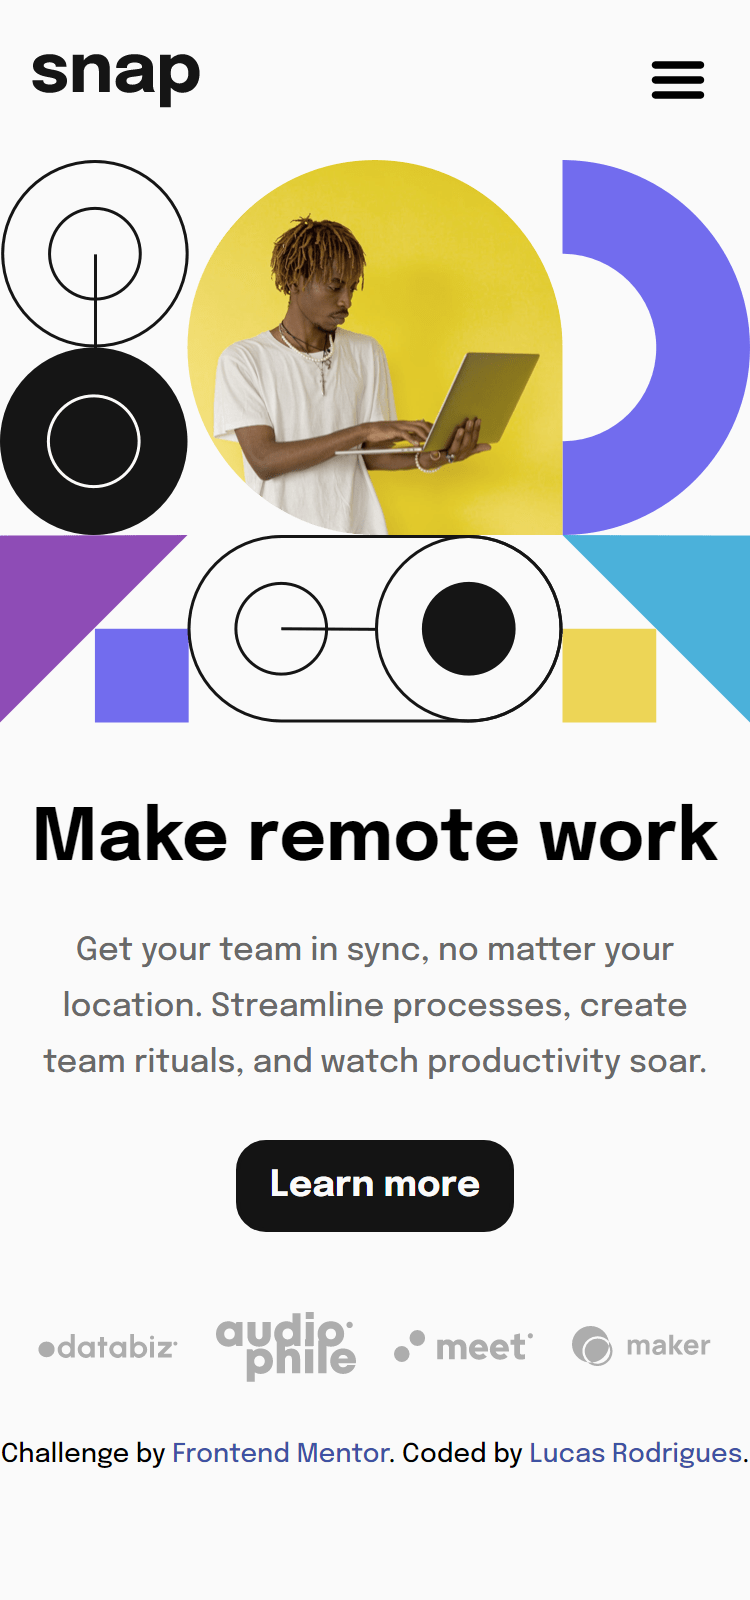 snap
Make remote work
Get your team in sync, no matter your
location. Streamline processes, create
team rituals, and watch productivity soar.
Learn more
databiz
audiophile
meet
maker
Challenge by Frontend Mentor. Coded by Lucas Rodrigues.